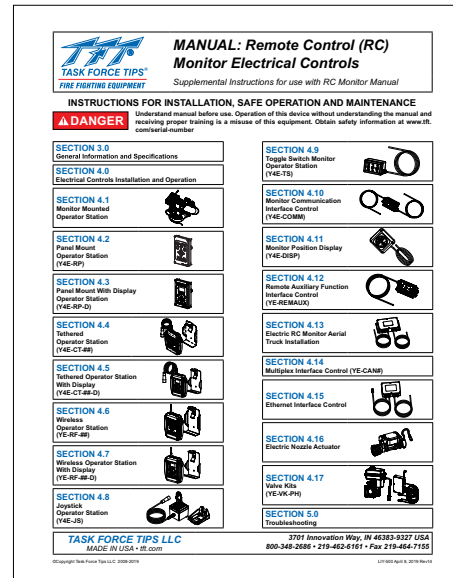 TFT
TASK FORCE TIPS®
FIRE FIGHTING EQUIPMENT
MANUAL: Remote Control (RC)
Monitor Electrical Controls
Supplemental Instructions for use with RC Monitor Manual
INSTRUCTIONS FOR INSTALLATION, SAFE OPERATION AND MAINTENANCE
DANGER
Understand manual before use. Operation of this device without understanding the manual and
receiving proper training is a misuse of this equipment. Obtain safety information at www.tft.
com/serial-number
SECTION 3.0
General Information and Specifications
SECTION 4.0
Electrical Controls Installation and Operation
SECTION 4.1
Monitor Mounted
Operator Station
SECTION 4.2
Panel Mount
Operator Station
(Y4E-RP)
SECTION 4.3
Panel Mount With Display
Operator Station
(Y4E-RP-D)
SECTION 4.4
Tethered
Operator Station
(Y4E-CT-##)
SECTION 4.5
Tethered Operator Station
With Display
(Y4E-CT-##-D)
SECTION 4.6
Wireless
Operator Station
(YE-RF-##)
SECTION 4.7
Wireless Operator Station
With Display
(YE-RF-##-D)
SECTION 4.8
Joystick
Operator Station
(Y4E-JS)
SECTION 4.9
Toggle Switch Monitor
Operator Station
(Y4E-TS)
SECTION 4.10
Monitor Communication
Interface Control
(Y4E-COMM)
SECTION 4.11
Monitor Position Display
(Y4E-DISP)
SECTION 4.12
Remote Auxiliary Function
Interface Control
(YE-REMAUX)
SECTION 4.13
Electric RC Monitor Aerial
Truck Installation
SECTION 4.14
Multiplex Interface Control (YE-CAN#)
SECTION 4.15
Ethernet Interface Control
SECTION 4.16
Electric Nozzle Actuator
SECTION 4.17
Valve Kits
(YE-VK-PH)
SECTION 5.0
Troubleshooting
TASK FORCE TIPS LLC
MADE IN USA • tft.com
3701 Innovation Way, IN 46383-9327 USA
800-348-2686 • 219-462-6161 • Fax 219-464-7155
©Copyright Task Force Tips LLC 2008-2019
LIY-500 April 9, 2019 Rev18